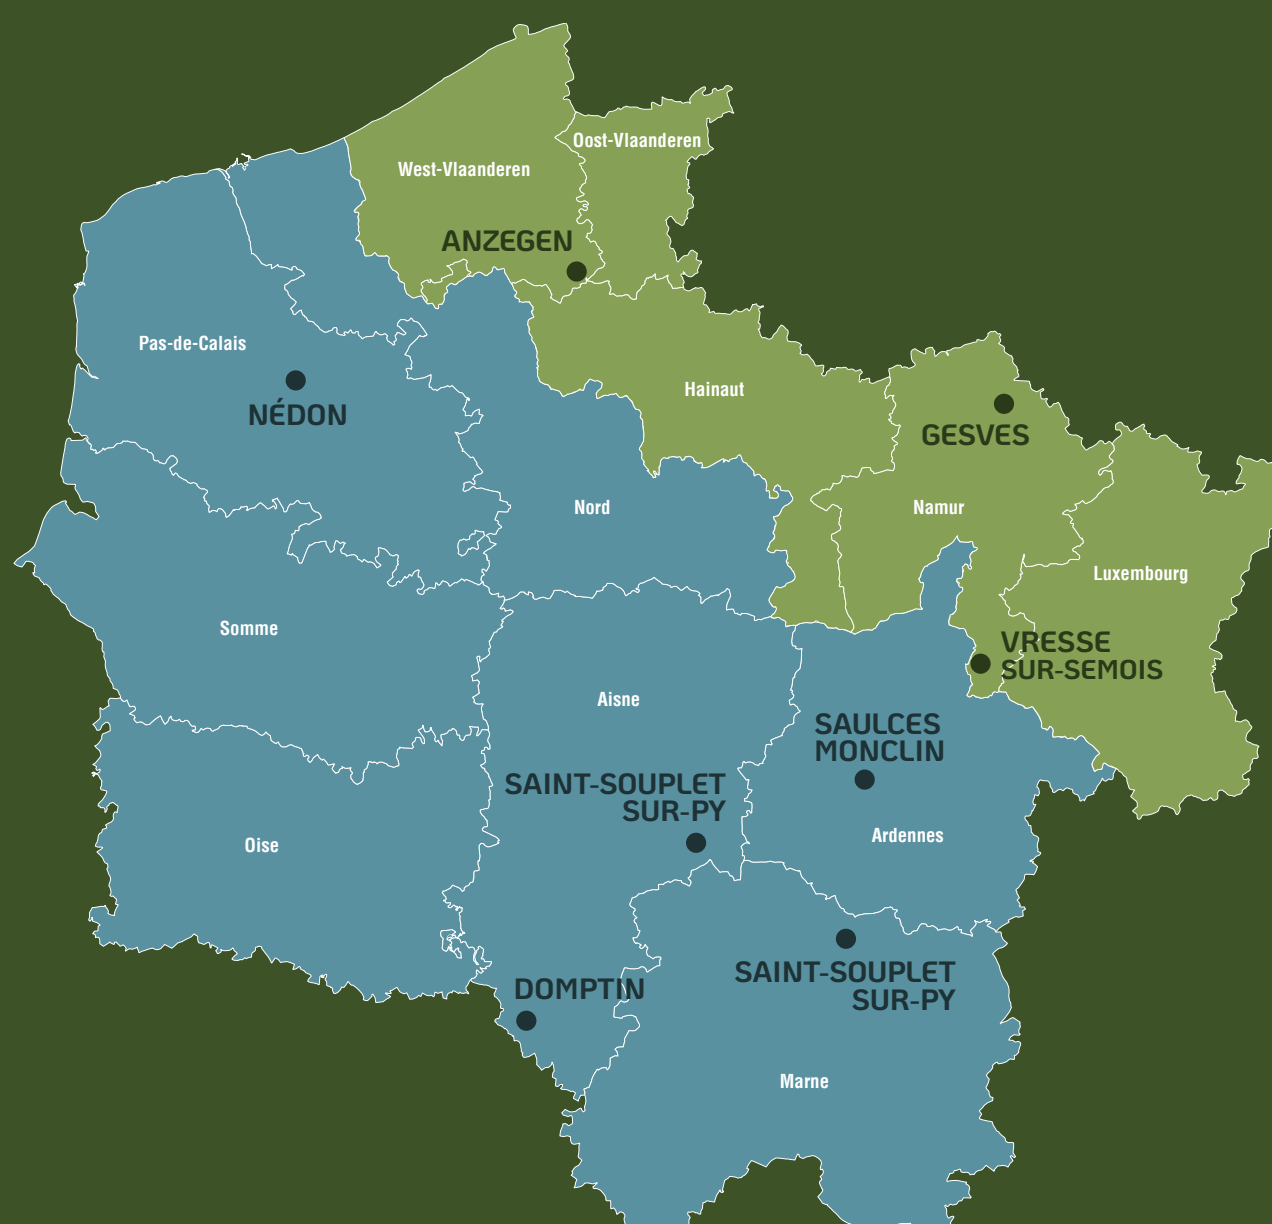 Oost-Vlaanderen
West-Vlaanderen
ANZEGEN
Pas-de-Calais
NÉDON
Hainaut
GESVES
Nord
Namur
Luxembourg
Somme
VRESSE
SUR-SEMOIS
Aisne
SAULCES
MONCLIN
SAINT-SOUPLET
SUR-PY
Oise
Ardennes
DOMPTIN
SAINT-SOUPLET
SUR-PY
Marne